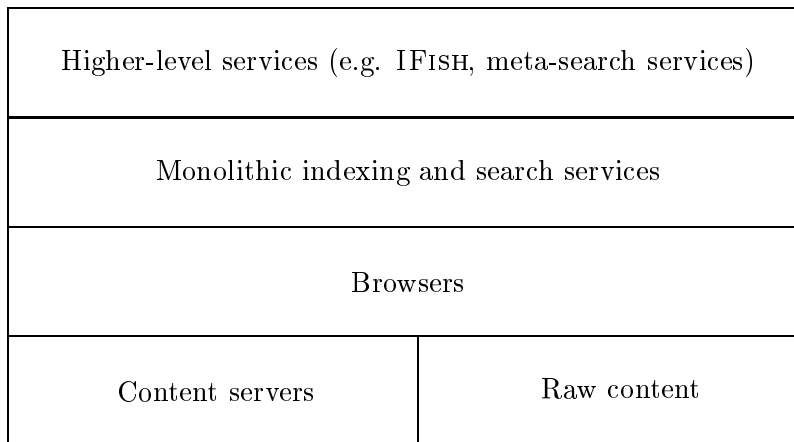 Higher-level services (e.g. IFISH, meta-search services)
Monolithic indexing and search services
Browsers
Content servers
Raw content